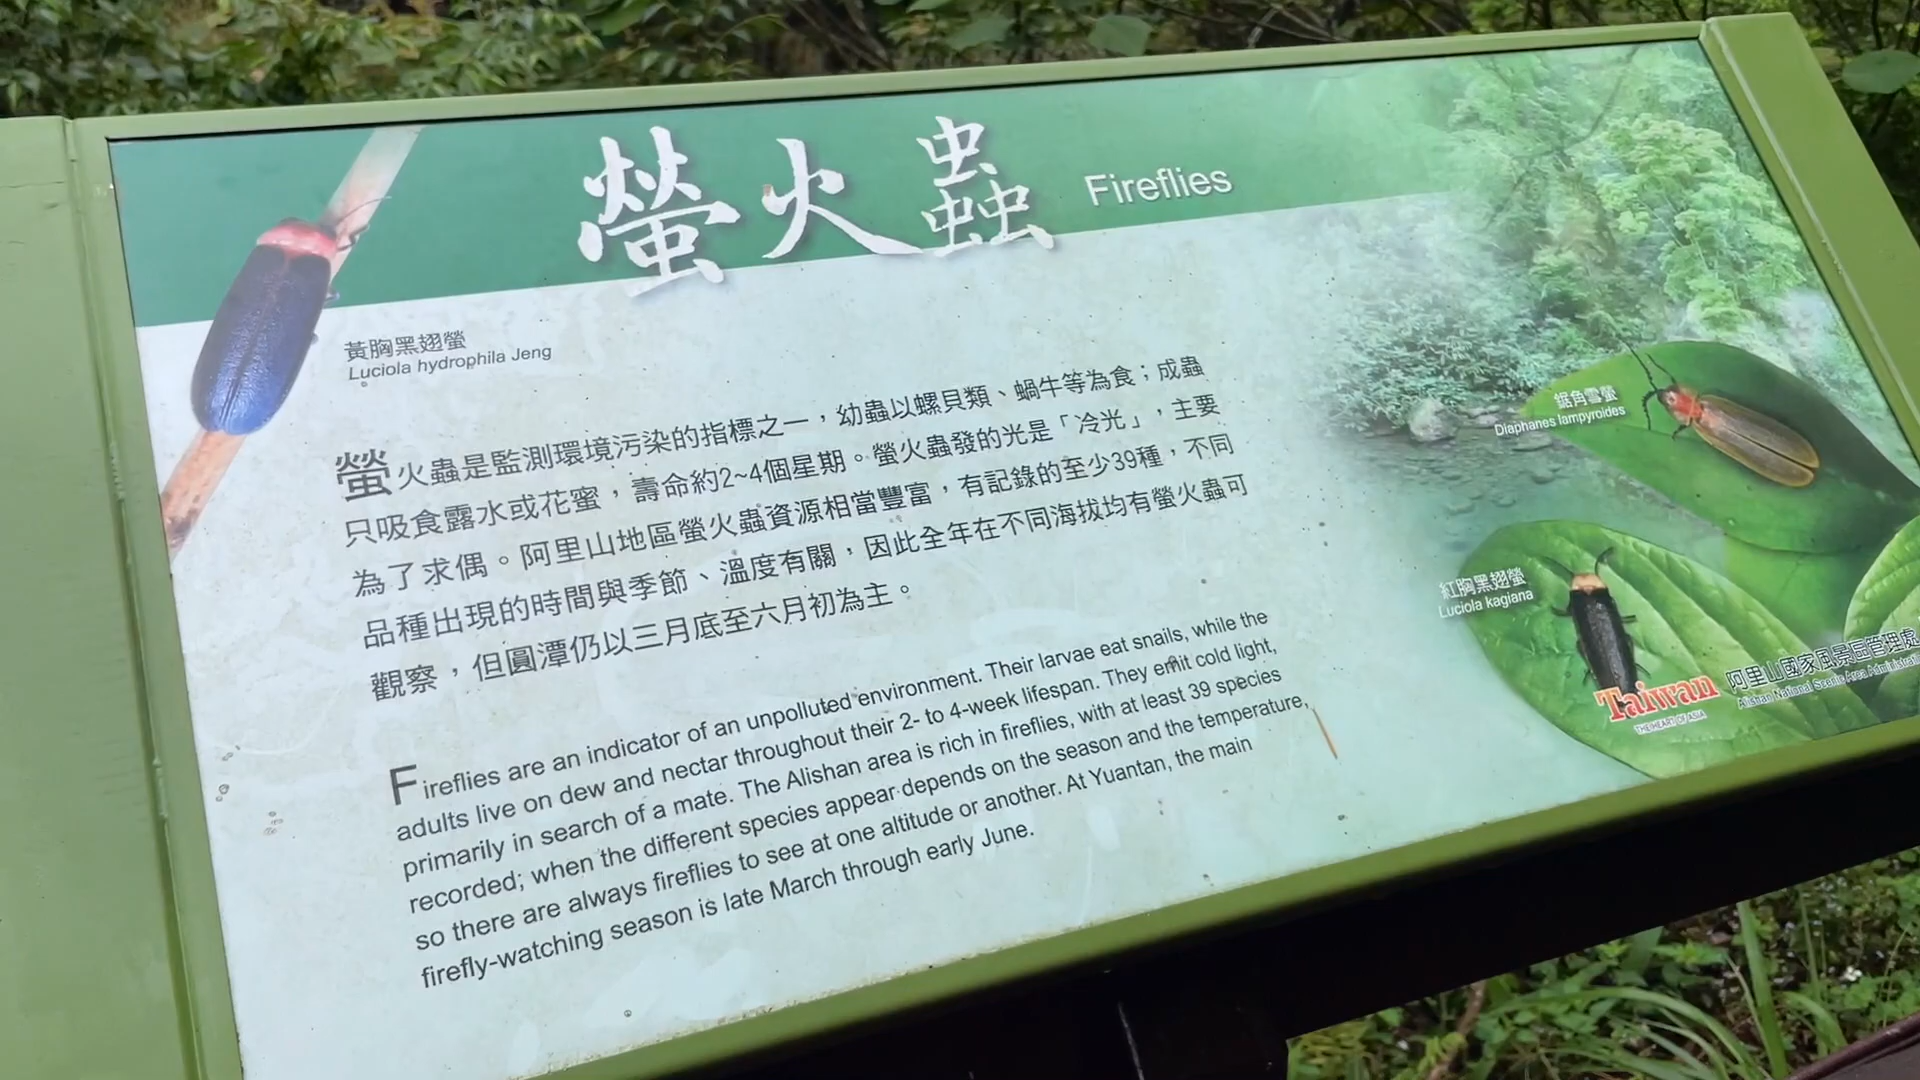 螢火蟲 Fireflies
黃胸黑翅螢
Luciola hydrophila Jeng
螢火蟲是監測環境污染的指標之一，幼蟲以螺貝類、蝸牛等為食；成蟲
只吸食露水或花蜜，壽命約2~4個星期。螢火蟲發的光是「冷光」，主要
為了求偶。阿里山地區螢火蟲資源相當豐富，有記錄的至少39種，不同
品種出現的時間與季節、溫度有關，因此全年在不同海拔均有螢火蟲可
觀察，但圓潭仍以三月底至六月初為主。
Fireflies are an indicator of an unpolluted environment. Their larvae eat snails, while the
adults live on dew and nectar throughout their 2- to 4-week lifespan. They emit cold light,
primarily in search of a mate. The Alishan area is rich in fireflies, with at least 39 species
recorded; when the different species appear depends on the season and the temperature,
so there are always fireflies to see at one altitude or another. At Yuantan, the main
firefly-watching season is late March through early June.
鋸角雪螢
Diaphanes lampyroides
紅胸黑翅螢
Luciola kagiana
Taiwan
THE HEART OF ASIA
阿里山國家風景區管理處
Alishan National Scenic Area